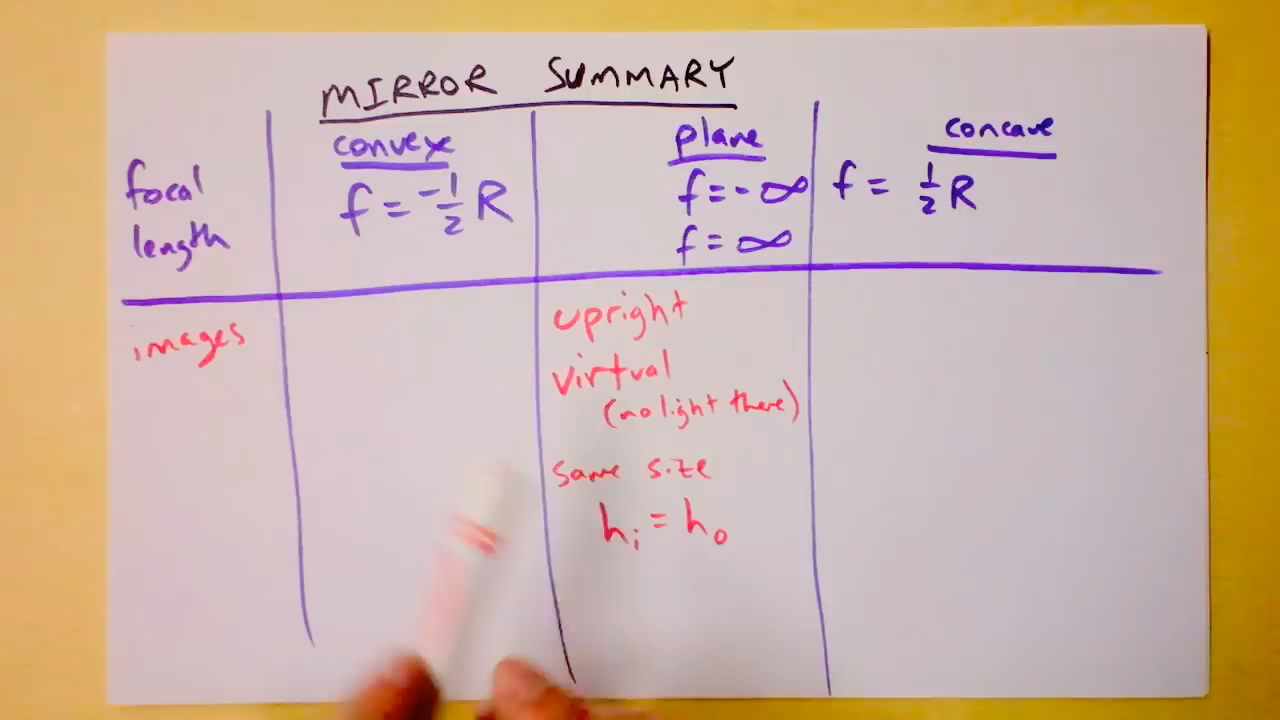 MIRROR SUMMARY
convex
plane
concave
focal
length
f = -1/2 R
f = -∞
f = ∞
f = 1/2 R
images
upright
virtual
(no light there)
same size
hi = ho